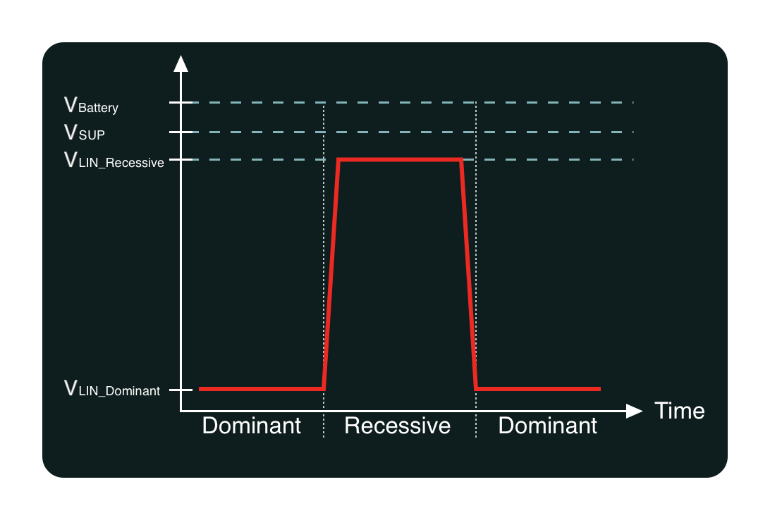 VBattery
VSUP
VLIN_Recessive
VLIN_Dominant
Time
Dominant Recessive Dominant